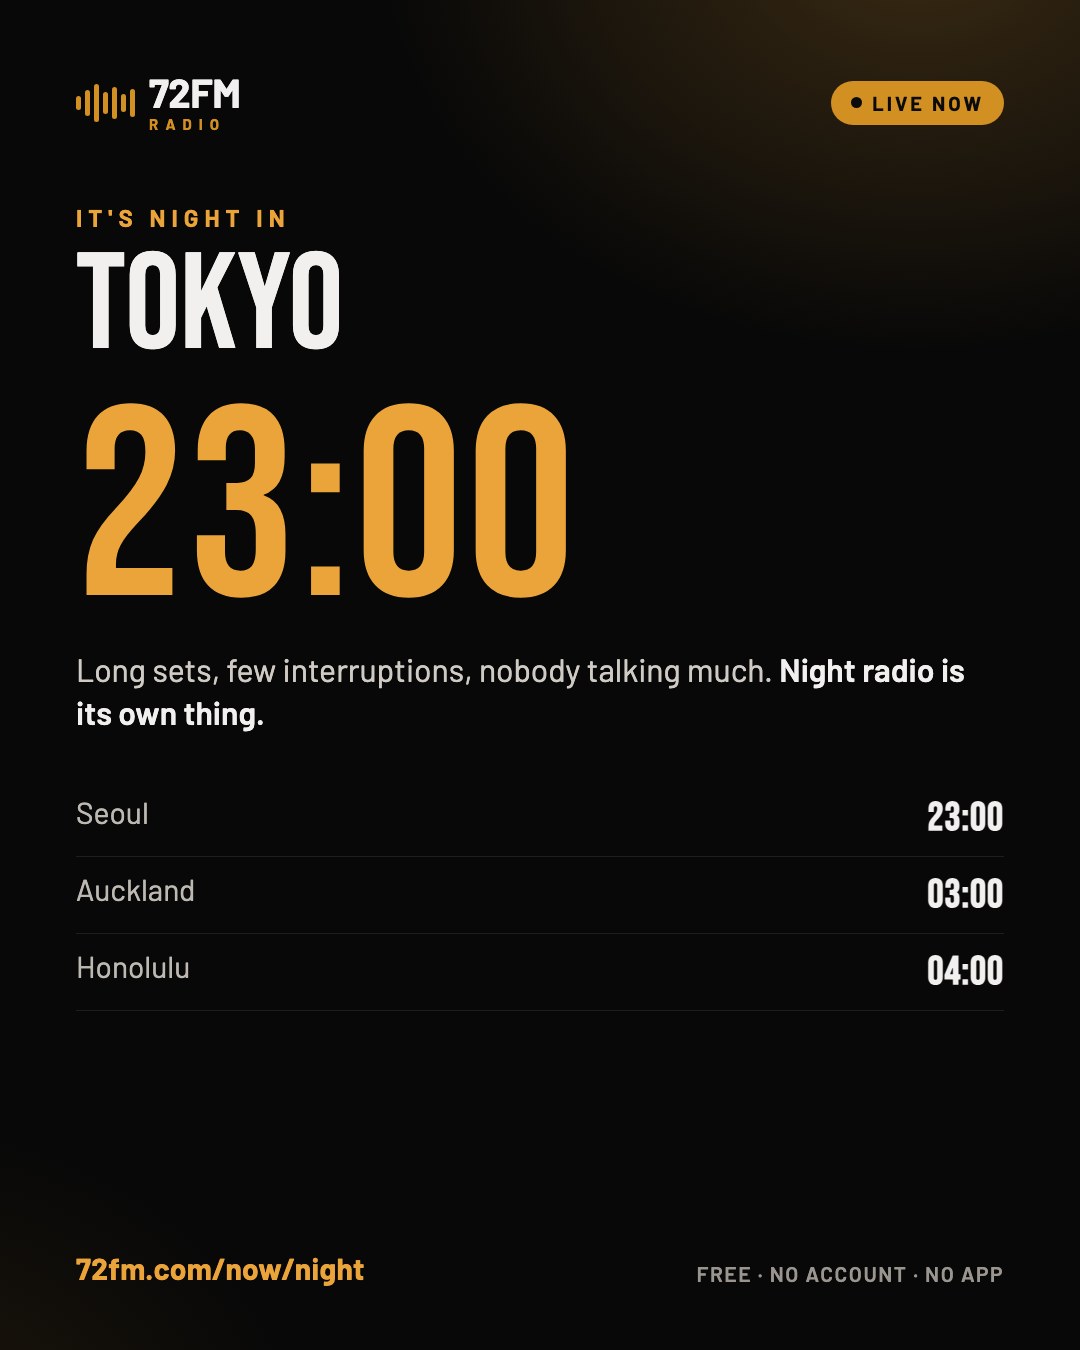 72FM
RADIO
LIVE NOW
IT'S NIGHT IN
TOKYO
23:00
Long sets, few interruptions, nobody talking much. Night radio is
its own thing.
Seoul 23:00
Auckland 03:00
Honolulu 04:00
72fm.com/now/night
FREE · NO ACCOUNT · NO APP